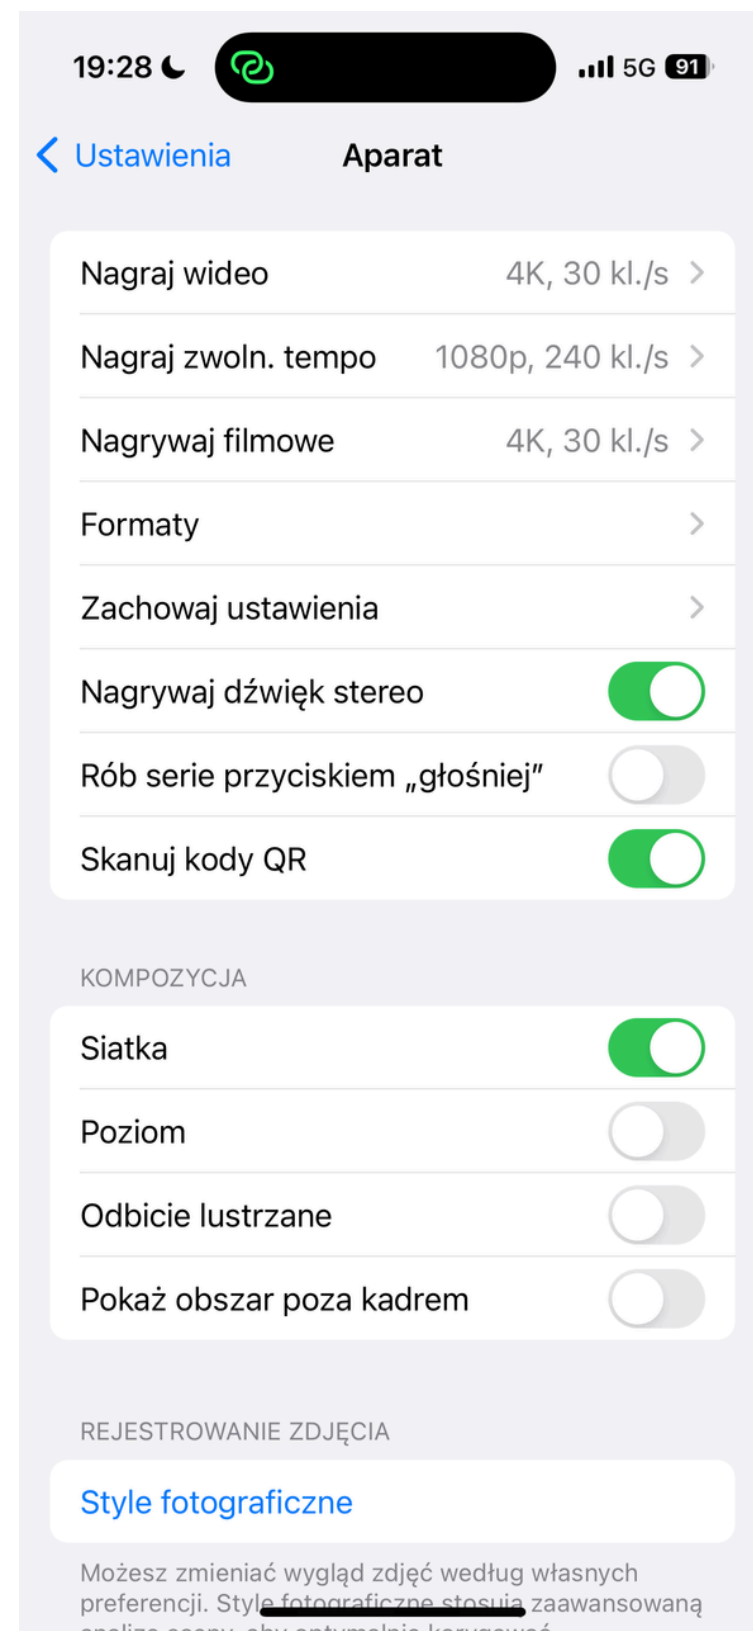 19:28 5G 91
Ustawienia Aparat
Nagraj wideo 4K, 30 kl./s
Nagraj zwoln. tempo 1080p, 240 kl./s
Nagrywaj filmowe 4K, 30 kl./s
Formaty
Zachowaj ustawienia
Nagrywaj dźwięk stereo
Rób serie przyciskiem „głośniej”
Skanuj kody QR
KOMPOZYCJA
Siatka
Poziom
Odbicie lustrzane
Pokaż obszar poza kadrem
REJESTROWANIE ZDJĘCIA
Style fotograficzne
Możesz zmieniać wygląd zdjęć według własnych
preferencji. Style fotograficzne stosują zaawansowaną